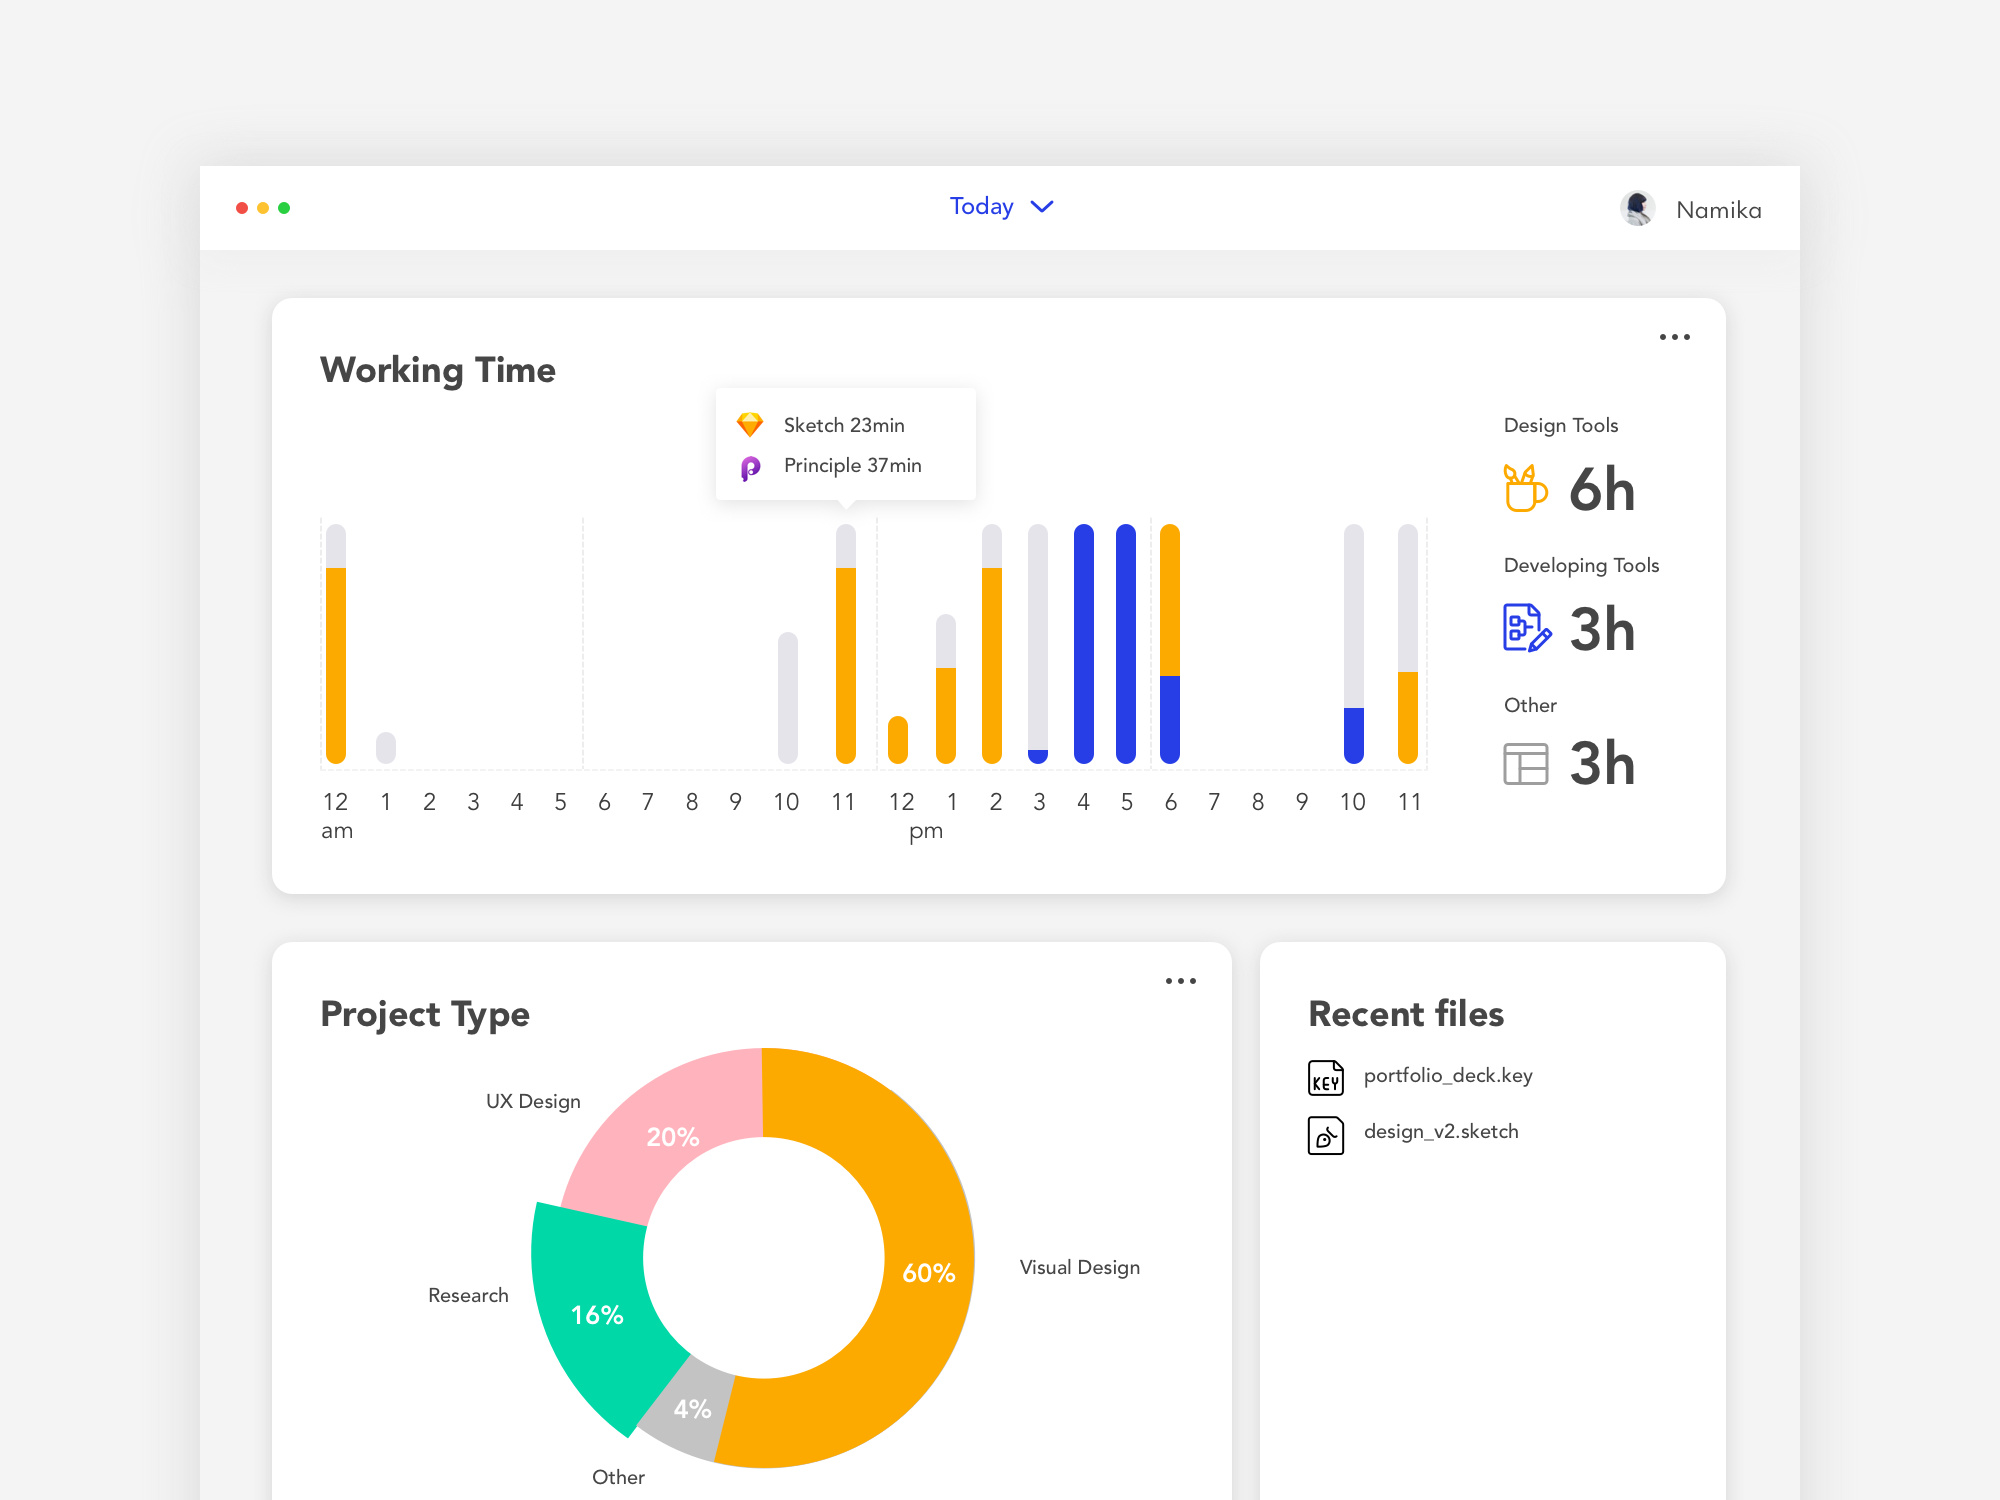 Today
Namika
Working Time
Sketch 23min
Principle 37min
Design Tools
6h
Developing Tools
3h
Other
3h
12 1 2 3 4 5 6 7 8 9 10 11 12 1 2 3 4 5 6 7 8 9 10 11
am pm
Project Type
UX Design
20%
Research
16%
60%
Visual Design
4%
Other
Recent files
KEY portfolio_deck.key
design_v2.sketch